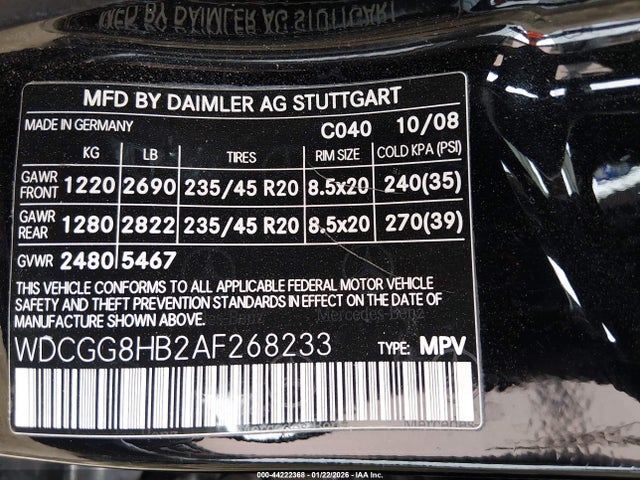 MFD BY DAIMLER AG STUTTGART
MADE IN GERMANY C040 10/08
KG LB TIRES RIM SIZE COLD KPA (PSI)
GAWR FRONT 1220 2690 235/45 R20 8.5x20 240(35)
GAWR REAR 1280 2822 235/45 R20 8.5x20 270(39)
GVWR 2480 5467
THIS VEHICLE CONFORMS TO ALL APPLICABLE FEDERAL MOTOR VEHICLE
SAFETY AND THEFT PREVENTION STANDARDS IN EFFECT ON THE DATE
OF MANUFACTURE SHOWN ABOVE.
Mercedes-Benz
WDCGG8HB2AF268233 TYPE: MPV
000-44222368 - 01/22/2026 - IAA Inc.